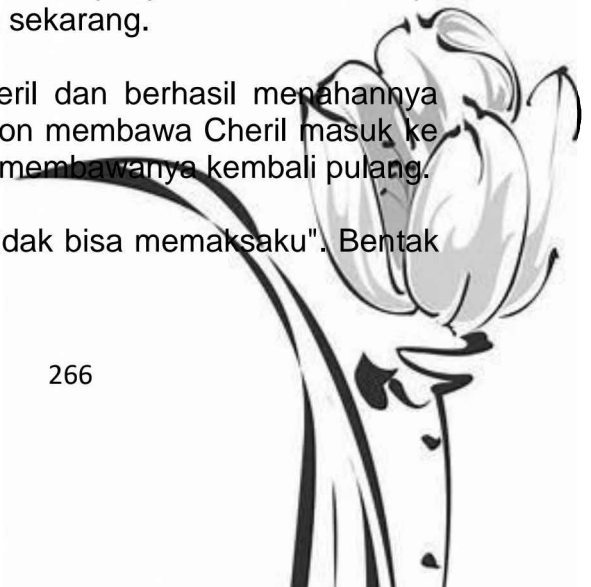 sekarang.
eril dan berhasil menahannya
on membawa Cheril masuk ke
membawanya kembali pulang.
dak bisa memaksaku". Bentak
266